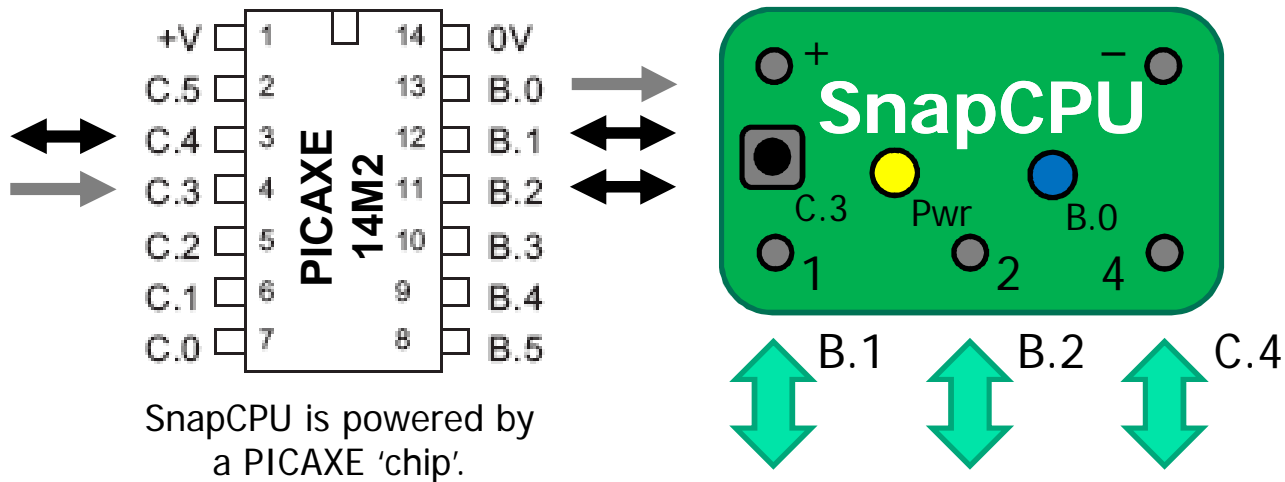 +V 1 14 0V
C.5 2 13 B.0
C.4 3 12 B.1
C.3 4 11 B.2
C.2 5 10 B.3
C.1 6 9 B.4
C.0 7 8 B.5
PICAXE
14M2
SnapCPU is powered by
a PICAXE ‘chip’.
+ –
SnapCPU
C.3 Pwr B.0
1 2 4
B.1 B.2 C.4